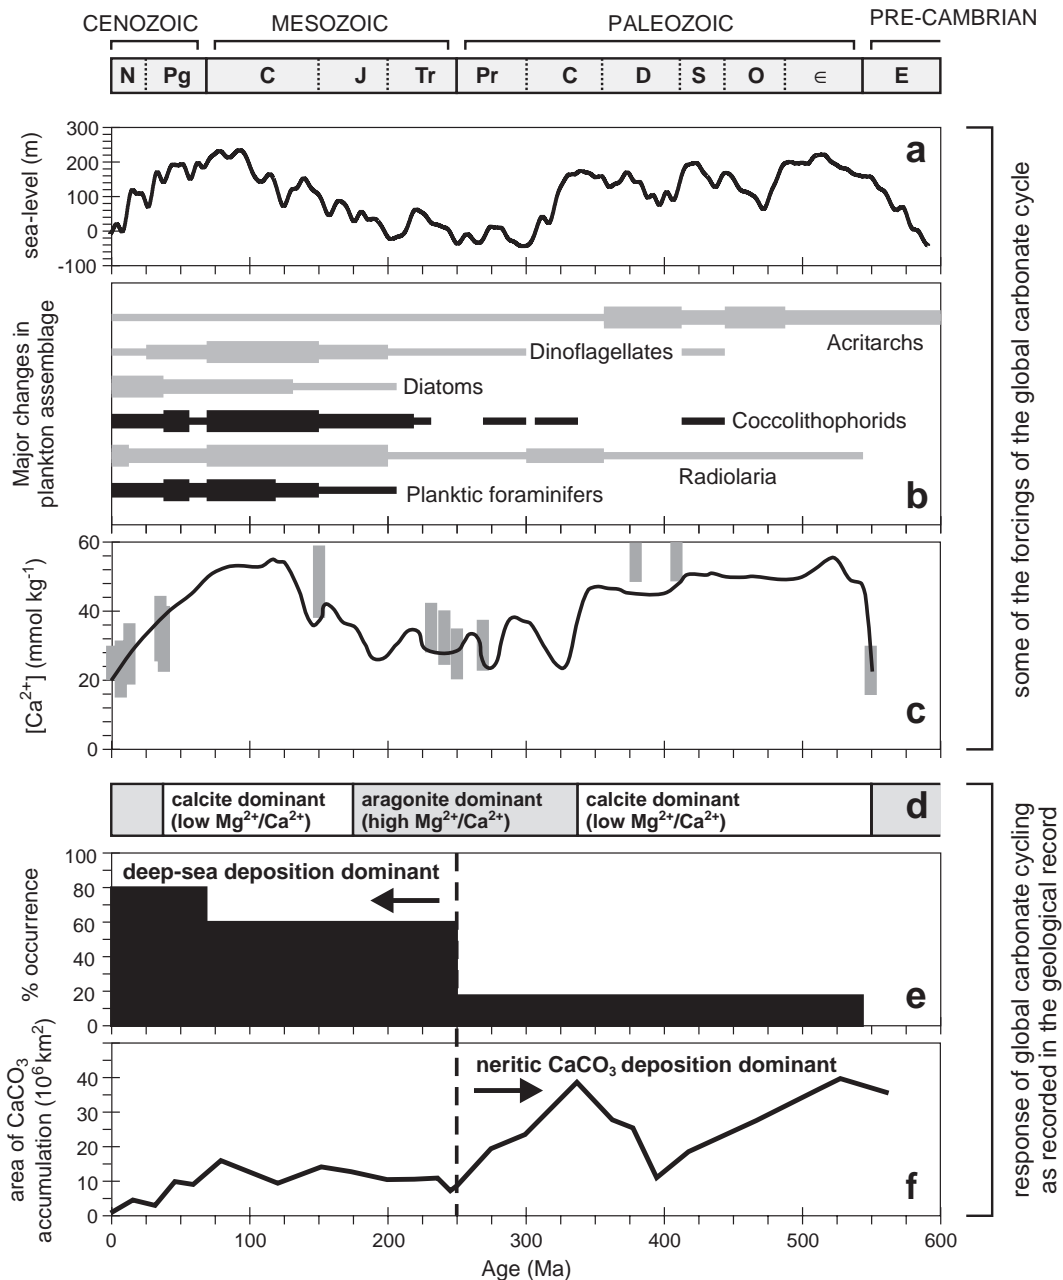 CENOZOIC MESOZOIC PALEOZOIC PRE-CAMBRIAN
N Pg C J Tr Pr C D S O ∈ E
sea-level (m)
300
200
100
0
-100
a
Major changes in
plankton assemblage
Acritarchs
Dinoflagellates
Diatoms
Coccolithophorids
Radiolaria
Planktic foraminifers
b
[Ca²⁺] (mmol kg⁻¹)
60
40
20
0
c
some of the forcings of the global carbonate cycle
calcite dominant
(low Mg²⁺/Ca²⁺)
aragonite dominant
(high Mg²⁺/Ca²⁺)
calcite dominant
(low Mg²⁺/Ca²⁺)
d
% occurrence
100
80
60
40
20
0
deep-sea deposition dominant
e
area of CaCO₃
accumulation (10⁶km²)
40
30
20
10
0
neritic CaCO₃ deposition dominant
f
response of global carbonate cycling
as recorded in the geological record
0 100 200 300 400 500 600
Age (Ma)